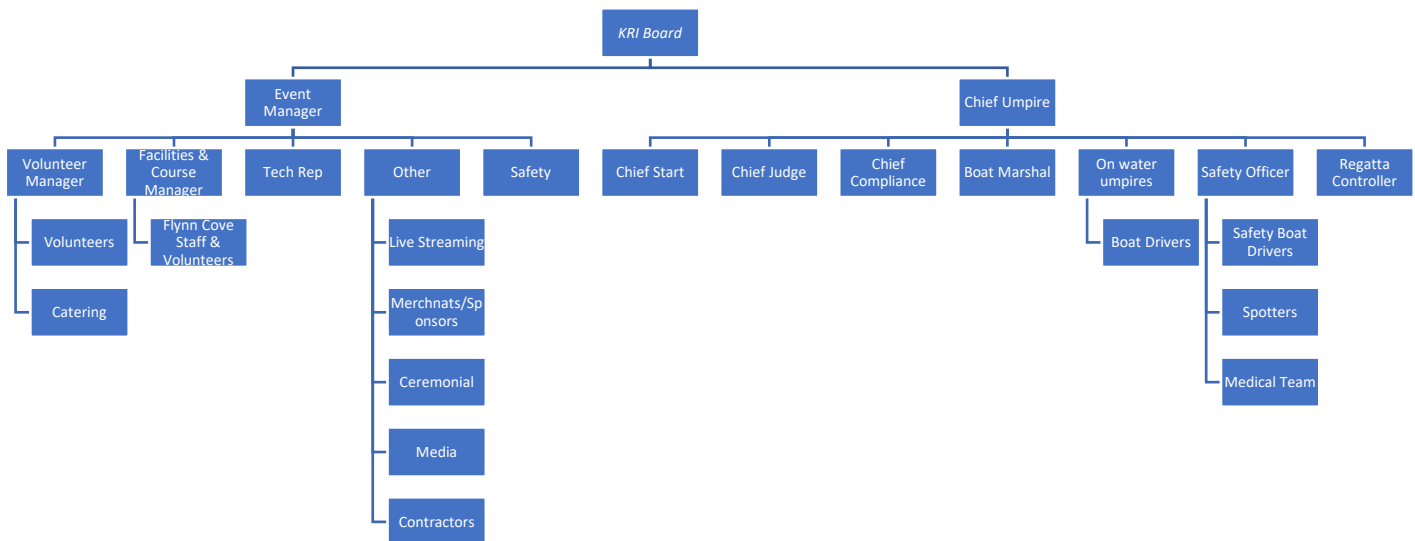 KRI Board
Event
Manager
Chief Umpire
Volunteer
Manager
Facilities &
Course
Manager
Tech Rep
Other
Safety
Chief Start
Chief Judge
Chief
Compliance
Boat Marshal
On water
umpires
Safety Officer
Regatta
Controller
Volunteers
Flynn Cove
Staff &
Volunteers
Live Streaming
Boat Drivers
Safety Boat
Drivers
Catering
Merchnats/Sp
onsors
Spotters
Ceremonial
Medical Team
Media
Contractors